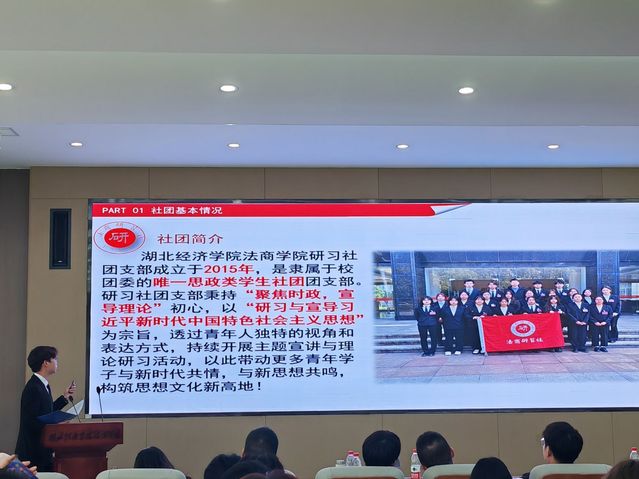 PART 01 社团基本情况
研
社团简介
湖北经济学院法商学院研习社
团支部成立于2015年，是隶属于校
团委的唯一思政类学生社团团支部。
研习社团支部秉持“聚焦时政，宣
导理论”初心，以“研习与宣导习
近平新时代中国特色社会主义思想”
为宗旨，透过青年人独特的视角和
表达方式，持续开展主题宣讲与理
论研习活动，以此带动更多青年学
子与新时代共情，与新思想共鸣，
构筑思想文化新高地！
法商研习社